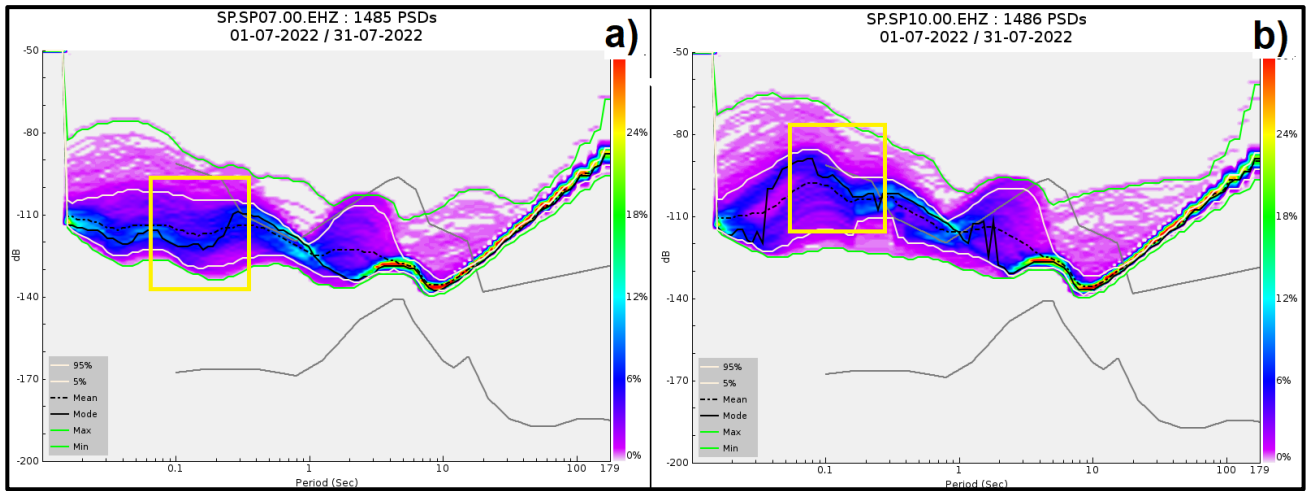 SP.SP07.00.EHZ : 1485 PSDs
01-07-2022 / 31-07-2022
a)
-50
-80
-110
-140
-170
-200
dB
24%
18%
12%
6%
0%
95%
5%
Mean
Mode
Max
Min
0.1
1
10
100
179
Period (Sec)
SP.SP10.00.EHZ : 1486 PSDs
01-07-2022 / 31-07-2022
b)
-50
-80
-110
-140
-170
-200
dB
24%
18%
12%
6%
0%
95%
5%
Mean
Mode
Max
Min
0.1
1
10
100
179
Period (Sec)